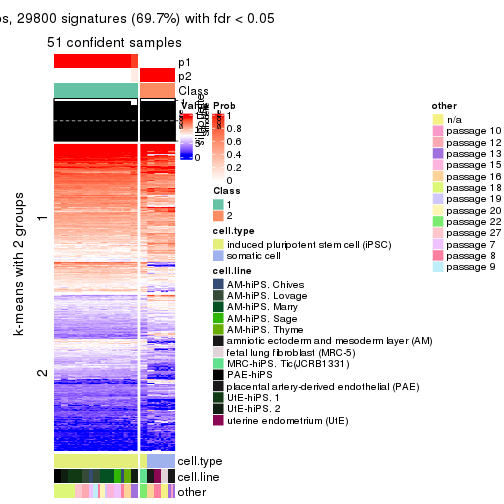 os, 29800 signatures (69.7%) with fdr < 0.05
51 confident samples
p1
p2
Class
k-means with 2 groups
1
2
cell.type
cell.line
other
Value
5
0
Prob
1
0.8
0.6
0.4
0.2
0
Class
1
2
cell.type
induced pluripotent stem cell (iPSC)
somatic cell
cell.line
AM-hiPS. Chives
AM-hiPS. Lovage
AM-hiPS. Marry
AM-hiPS. Sage
AM-hiPS. Thyme
amniotic ectoderm and mesoderm layer (AM)
fetal lung fibroblast (MRC-5)
MRC-hiPS. Tic(JCRB1331)
PAE-hiPS
placental artery-derived endothelial (PAE)
UtE-hiPS. 1
UtE-hiPS. 2
uterine endometrium (UtE)
other
n/a
passage 10
passage 12
passage 13
passage 15
passage 16
passage 18
passage 19
passage 20
passage 22
passage 27
passage 7
passage 8
passage 9